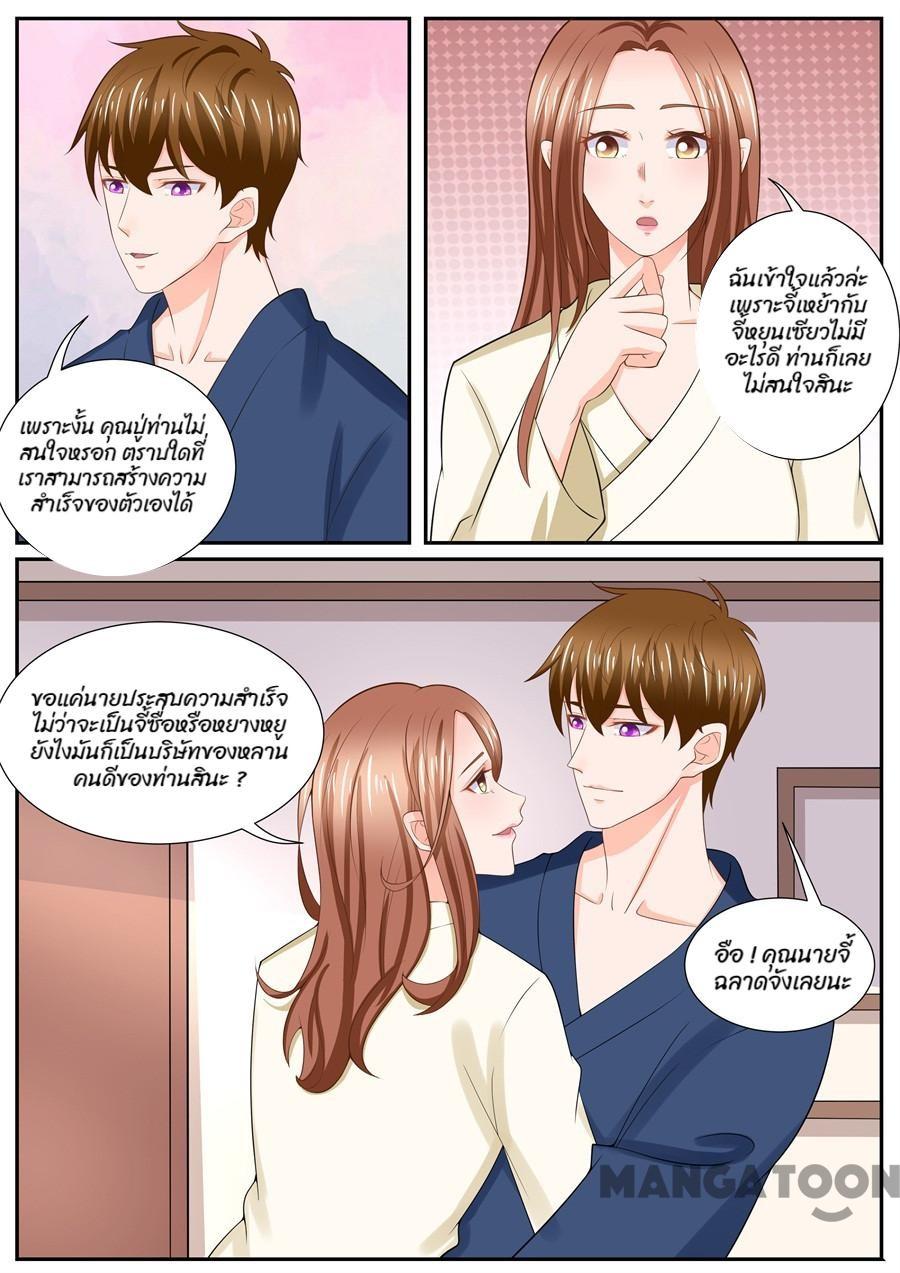 เพราะงั้น คุณปู่ท่านไม่
สนใจหรอก ตราบใดที่
เราสามารถสร้างความ
สำเร็จของตัวเองได้
ฉันเข้าใจแล้วล่ะ
เพราะจี้เหย้ากับ
จี้หยุนเซียวไม่มี
อะไรดี ท่านก็เลย
ไม่สนใจสินะ
ขอแค่นายประสบความสำเร็จ
ไม่ว่าจะเป็นจี้ซื่อหรือหยางหยู
ยังไงมันก็เป็นบริษัทของหลาน
คนดีของท่านสินะ ?
อือ ! คุณนายจี้
ฉลาดจังเลยนะ
MANGATOON